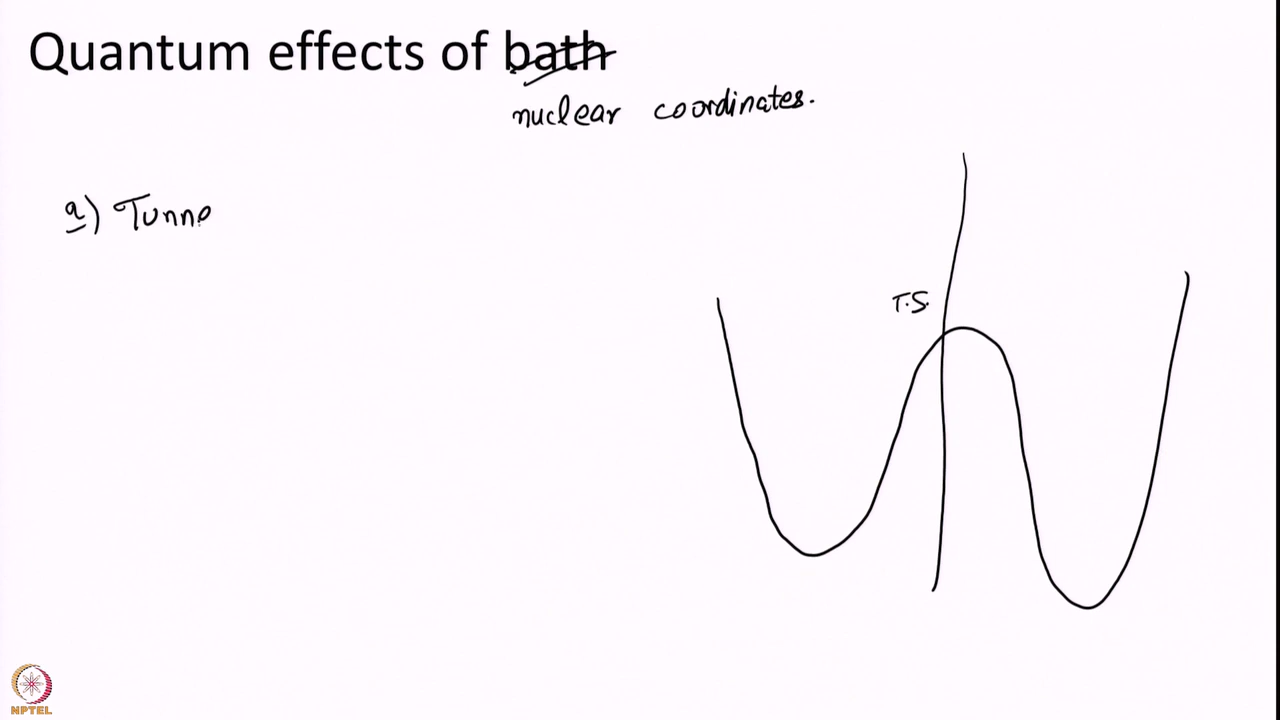 Quantum effects of bath
nuclear coordinates.
a) Tunne
T.S.
NPTEL